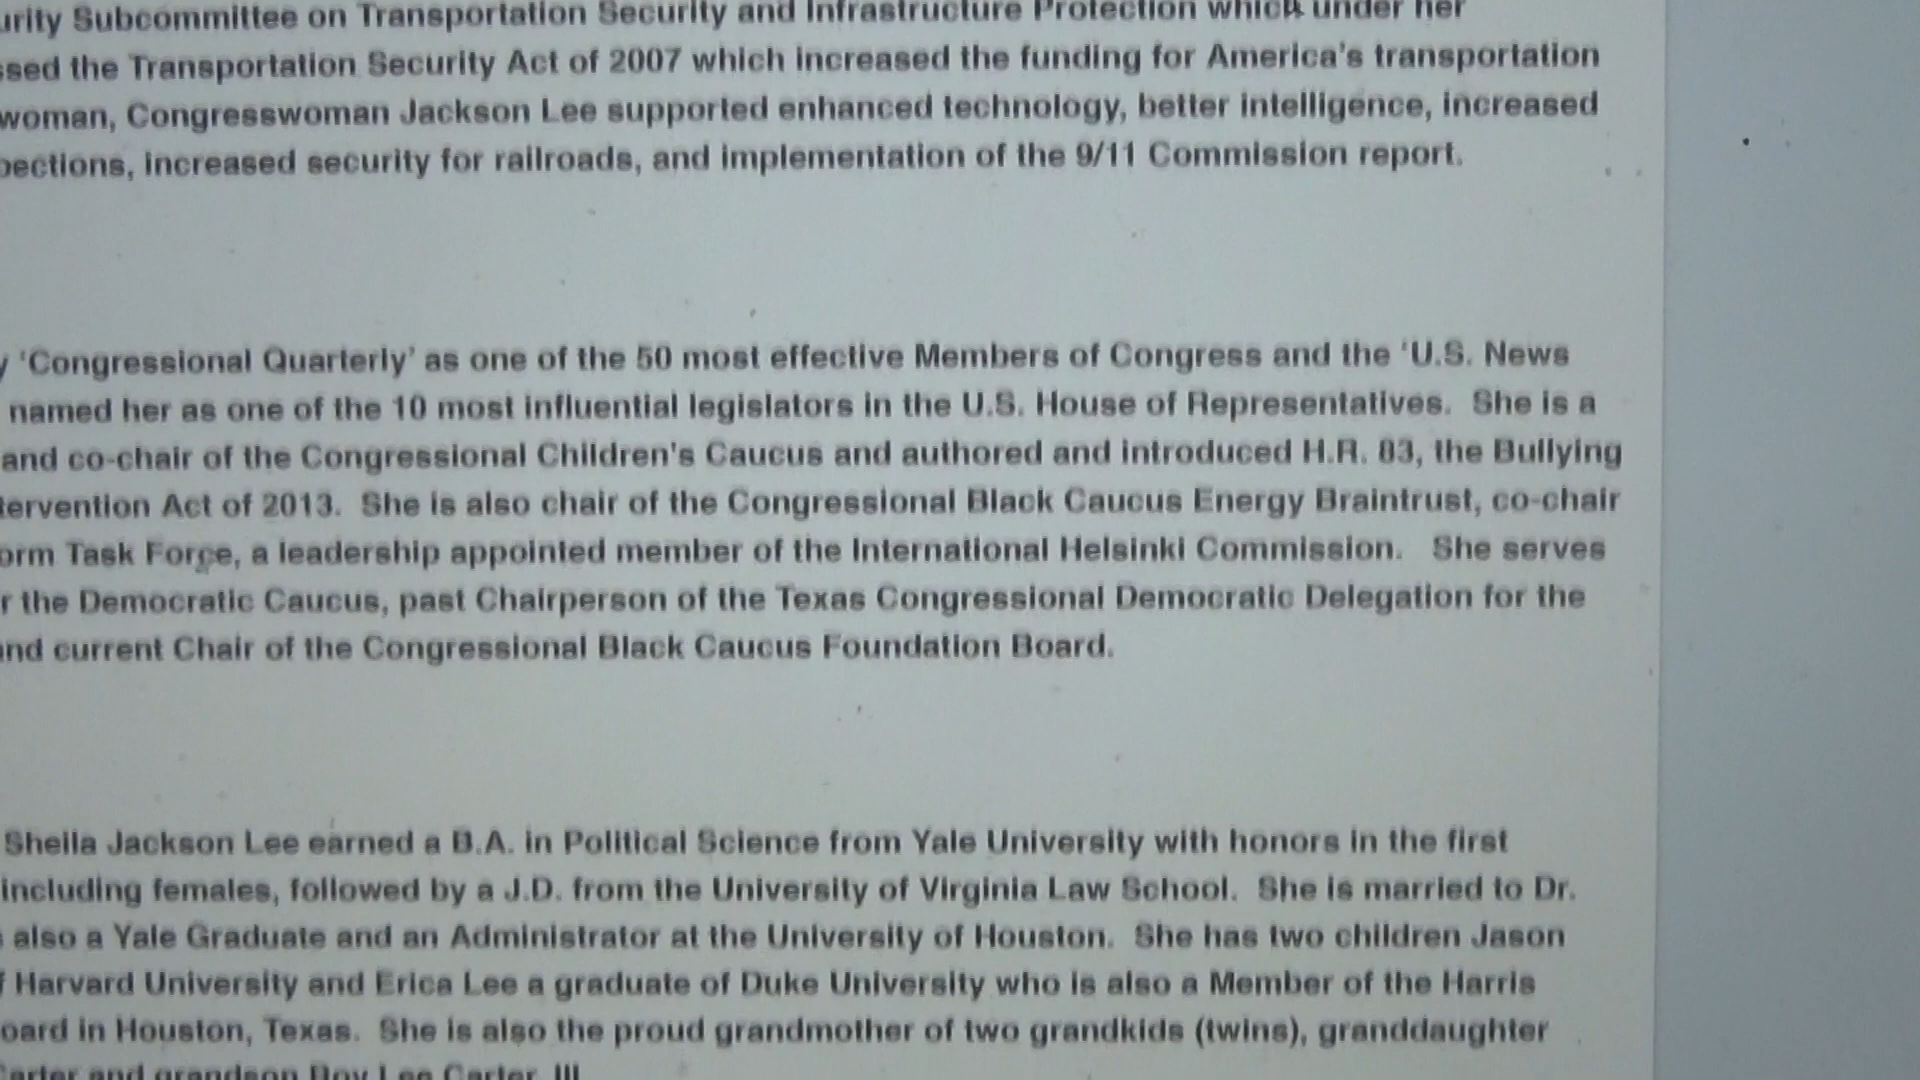 Subcommittee on Transportation Security and Infrastructure Protection which under her
the Transportation Security Act of 2007 which increased the funding for America's transportation
woman, Congresswoman Jackson Lee supported enhanced technology, better intelligence, increased
pections, increased security for railroads, and implementation of the 9/11 Commission report.
'Congressional Quarterly' as one of the 50 most effective Members of Congress and the 'U.S. News
named her as one of the 10 most influential legislators in the U.S. House of Representatives. She is a
and co-chair of the Congressional Children's Caucus and authored and introduced H.R. 83, the Bullying
tervention Act of 2013. She is also chair of the Congressional Black Caucus Energy Braintrust, co-chair
orm Task Force, a leadership appointed member of the International Helsinki Commission. She serves
r the Democratic Caucus, past Chairperson of the Texas Congressional Democratic Delegation for the
and current Chair of the Congressional Black Caucus Foundation Board.
Sheila Jackson Lee earned a B.A. in Political Science from Yale University with honors in the first
including females, followed by a J.D. from the University of Virginia Law School. She is married to Dr.
also a Yale Graduate and an Administrator at the University of Houston. She has two children Jason
f Harvard University and Erica Lee a graduate of Duke University who is also a Member of the Harris
oard in Houston, Texas. She is also the proud grandmother of two grandkids (twins), granddaughter
Carter and grandson Roy Lee Carter, III